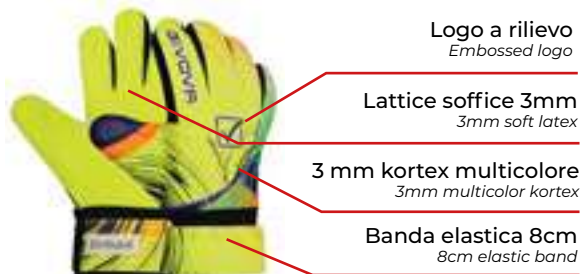 GIVOVA
Logo a rilievo
Embossed logo
Lattice soffice 3mm
3mm soft latex
3 mm kortex multicolore
3mm multicolor kortex
Banda elastica 8cm
8cm elastic band